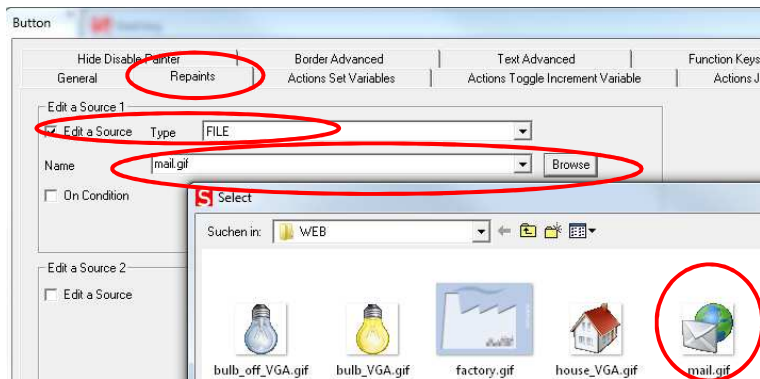 Button
Hide Disable Painter Border Advanced Text Advanced Function Keys
General Repaints Actions Set Variables Actions Toggle Increment Variable Actions J
Edit a Source 1
Edit a Source Type FILE
Name mail.gif Browse
On Condition
Select
Suchen in: WEB
Edit a Source 2
Edit a Source
bulb_off_VGA.gif bulb_VGA.gif factory.gif house_VGA.gif mail.gif